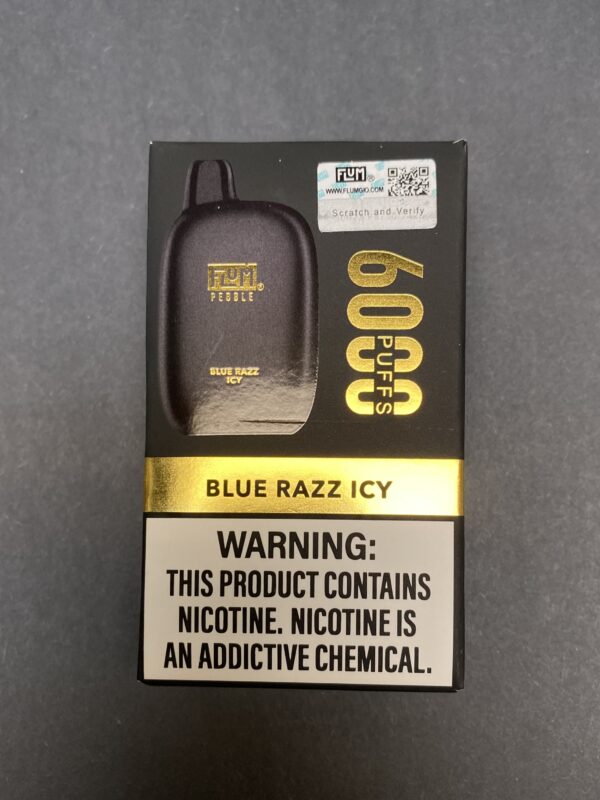 FLUM®
WWW.FLUMGIO.COM
Scratch and Verify
FLUM®
PEBBLE
BLUE RAZZ
ICY
6000
PUFFS
BLUE RAZZ ICY
WARNING:
THIS PRODUCT CONTAINS
NICOTINE. NICOTINE IS
AN ADDICTIVE CHEMICAL.